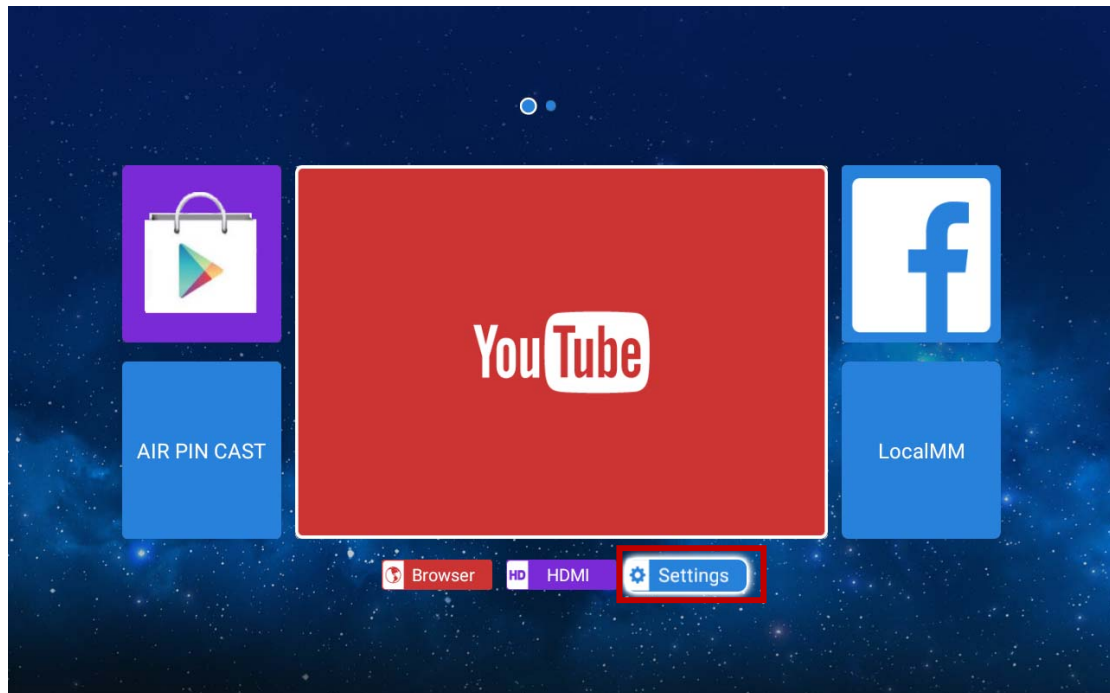 YouTube
f
AIR PIN CAST
LocalMM
Browser
HD HDMI
Settings